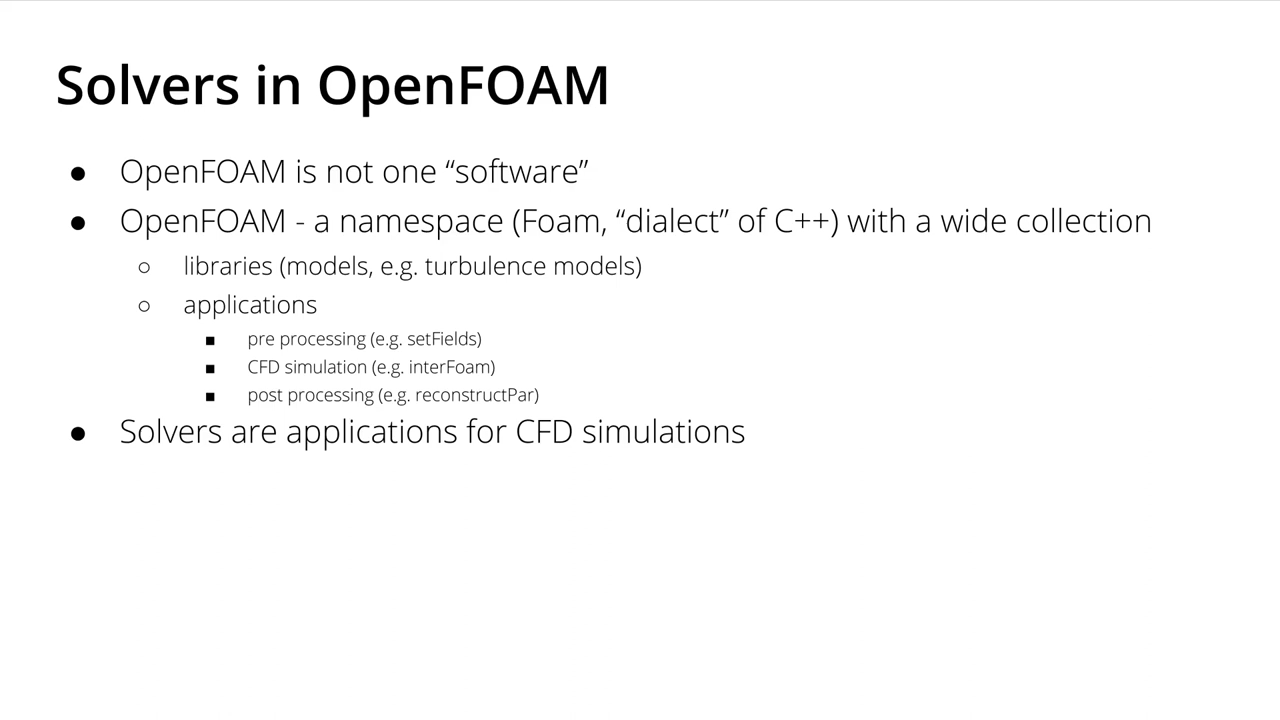 Solvers in OpenFOAM
● OpenFOAM is not one “software”
● OpenFOAM - a namespace (Foam, “dialect” of C++) with a wide collection
○ libraries (models, e.g. turbulence models)
○ applications
■ pre processing (e.g. setFields)
■ CFD simulation (e.g. interFoam)
■ post processing (e.g. reconstructPar)
● Solvers are applications for CFD simulations